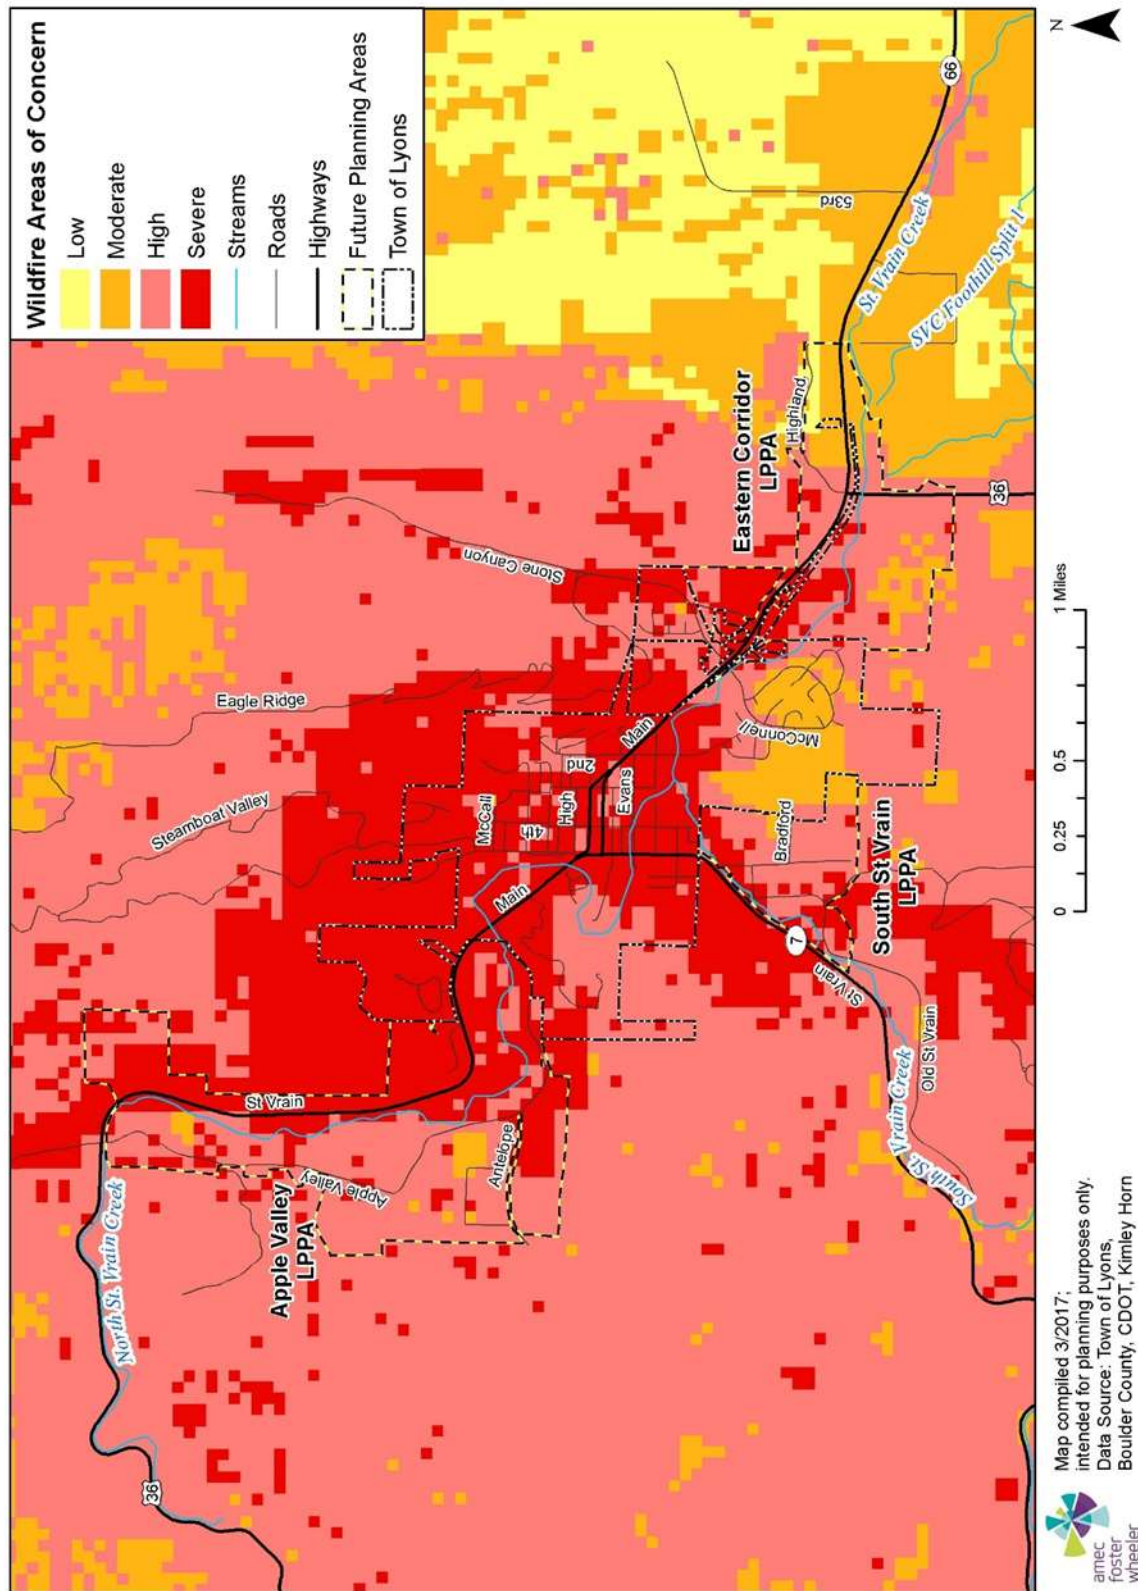 Wildfire Areas of Concern
Low
Moderate
High
Severe
Streams
Roads
Highways
Future Planning Areas
Town of Lyons
36
North St. Vrain Creek
Apple Valley
LPPA
Apple Valley
St Vrain
Antelope
Steamboat Valley
Eagle Ridge
Stone Canyon
Main
McCall
4th
High
2nd
Evans
Main
McConnell
Bradford
Eastern Corridor
LPPA
Highland
53rd
66
St. Vrain Creek
SVC Foothill Split 1
36
South St Vrain
LPPA
7
St Vrain
Old St Vrain
South St.
Vrain Creek
0 0.25 0.5 1 Miles
N
amec
foster
wheeler
Map compiled 3/2017;
intended for planning purposes only.
Data Source: Town of Lyons,
Boulder County, CDOT, Kimley Horn